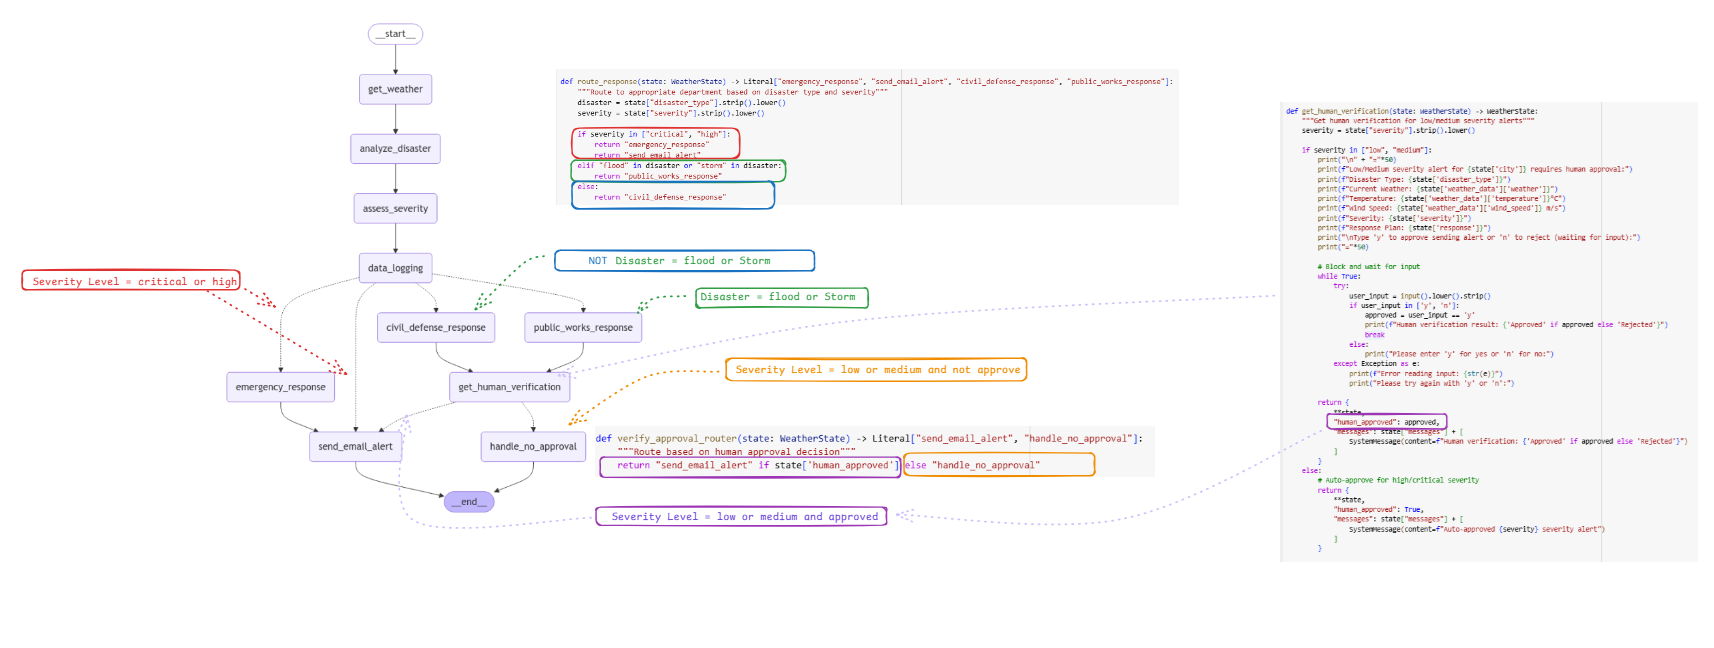 __start__
get_weather
analyze_disaster
assess_severity
data_logging
Severity Level = critical or high
civil_defense_response
public_works_response
emergency_response
get_human_verification
send_email_alert
handle_no_approval
__end__
def route_response(state: WeatherState) -> Literal["emergency_response", "send_email_alert", "civil_defense_response", "public_works_response"]:
"""Route to appropriate department based on disaster type and severity"""
disaster = state["disaster_type"].strip().lower()
severity = state["severity"].strip().lower()
if severity in ["critical", "high"]:
return "emergency_response"
return "send_email_alert"
elif "flood" in disaster or "storm" in disaster:
return "public_works_response"
else:
return "civil_defense_response"
NOT Disaster = flood or Storm
Disaster = flood or Storm
Severity Level = low or medium and not approve
def verify_approval_router(state: WeatherState) -> Literal["send_email_alert", "handle_no_approval"]:
"""Route based on human approval decision"""
return "send_email_alert" if state['human_approved'] else "handle_no_approval"
Severity Level = low or medium and approved
def get_human_verification(state: WeatherState) -> WeatherState:
"""Get human verification for low/medium severity alerts"""
severity = state["severity"].strip().lower()
if severity in ["low", "medium"]:
print("\n" + "="*50)
print(f"Low/Medium severity alert for {state['city']} requires human approval:")
print(f"Disaster Type: {state['disaster_type']}")
print(f"Current Weather: {state['weather_data']['weather']}")
print(f"Temperature: {state['weather_data']['temperature']}°C")
print(f"Wind Speed: {state['weather_data']['wind_speed']} m/s")
print(f"Severity: {state['severity']}")
print(f"Response Plan: {state['response']}")
print("\nType 'y' to approve sending alert or 'n' to reject (waiting for input):")
print("="*50)
# Block and wait for input
while True:
try:
user_input = input().lower().strip()
if user_input in ['y', 'n']:
approved = user_input == 'y'
print(f"Human verification result: {'Approved' if approved else 'Rejected'}")
break
else:
print("Please enter 'y' for yes or 'n' for no:")
except Exception as e:
print(f"Error reading input: {str(e)}")
print("Please try again with 'y' or 'n':")
return {
**state,
"human_approved": approved,
"messages": state["messages"] + [
SystemMessage(content=f"Human verification: {'Approved' if approved else 'Rejected'}")
]
}
else:
# Auto-approve for high/critical severity
return {
**state,
"human_approved": True,
"messages": state["messages"] + [
SystemMessage(content=f"Auto-approved {severity} severity alert")
]
}